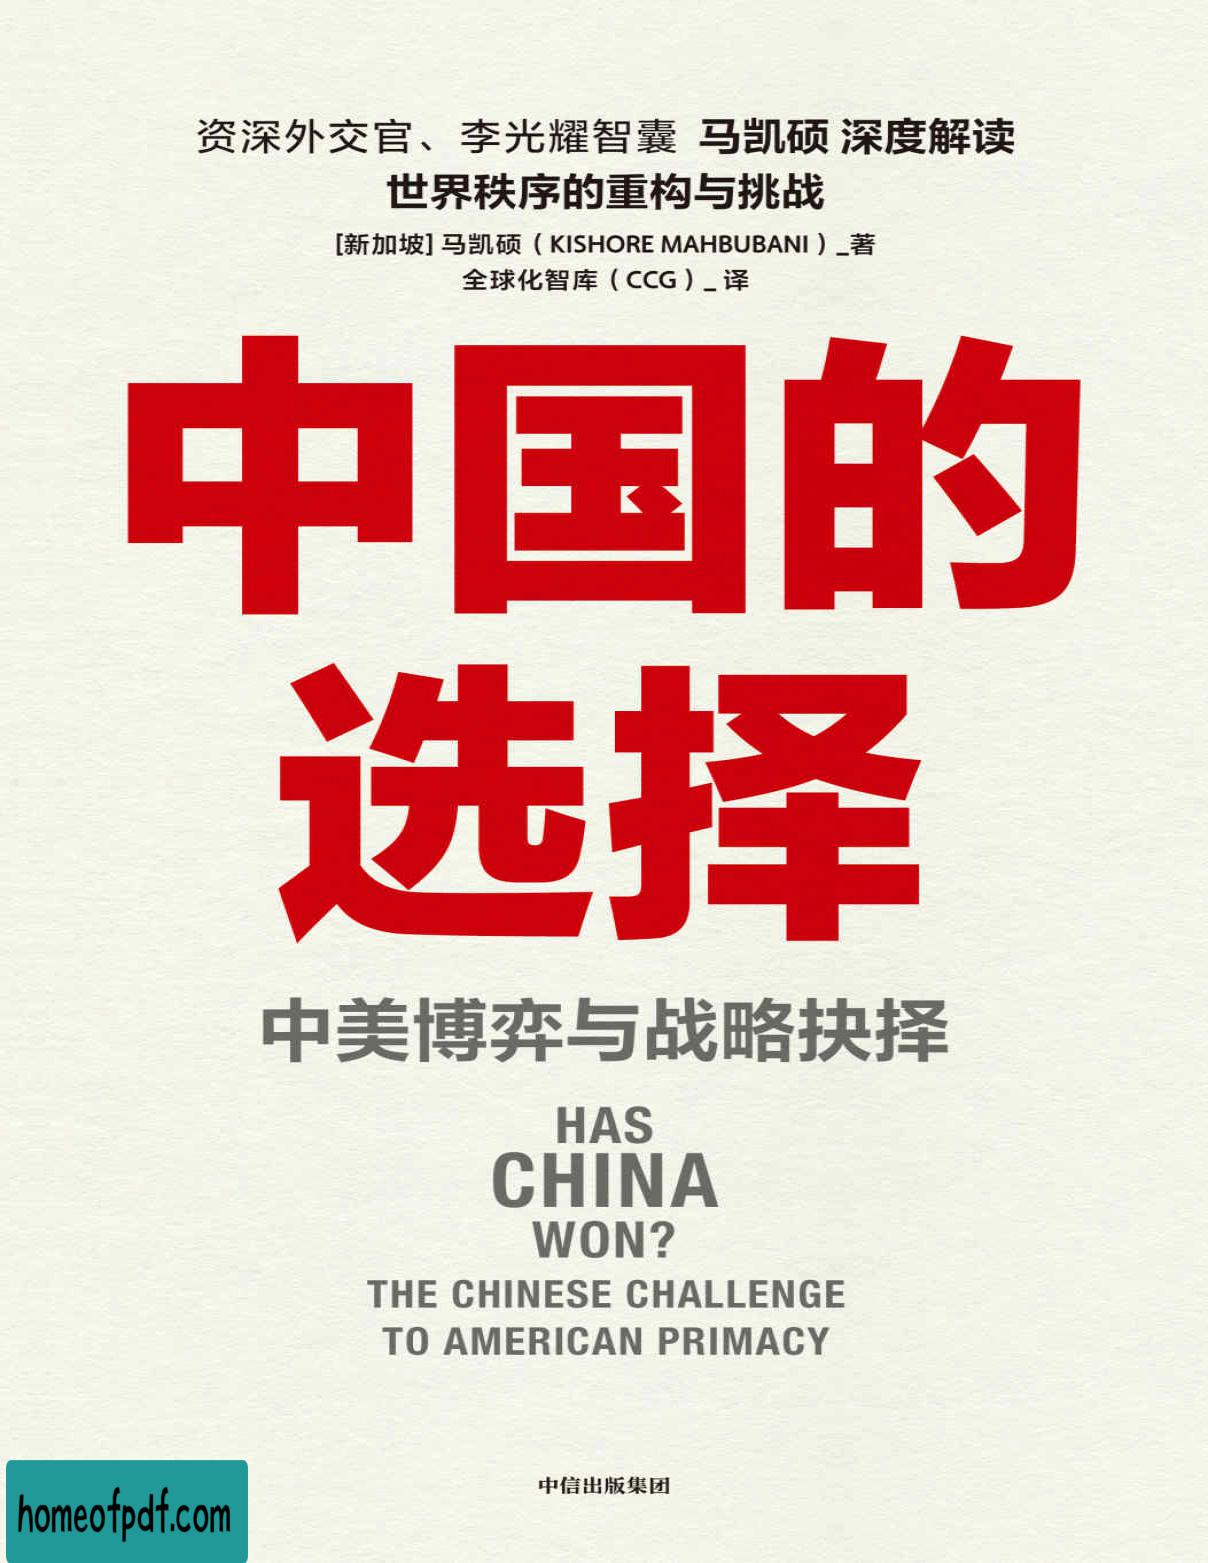 资深外交官、李光耀智囊 马凯硕 深度解读
世界秩序的重构与挑战
[新加坡] 马凯硕（KISHORE MAHBUBANI）_著
全球化智库（CCG）_ 译
中国的
选择
中美博弈与战略抉择
HAS
CHINA
WON?
THE CHINESE CHALLENGE
TO AMERICAN PRIMACY
中信出版集团
homeofpdf.com